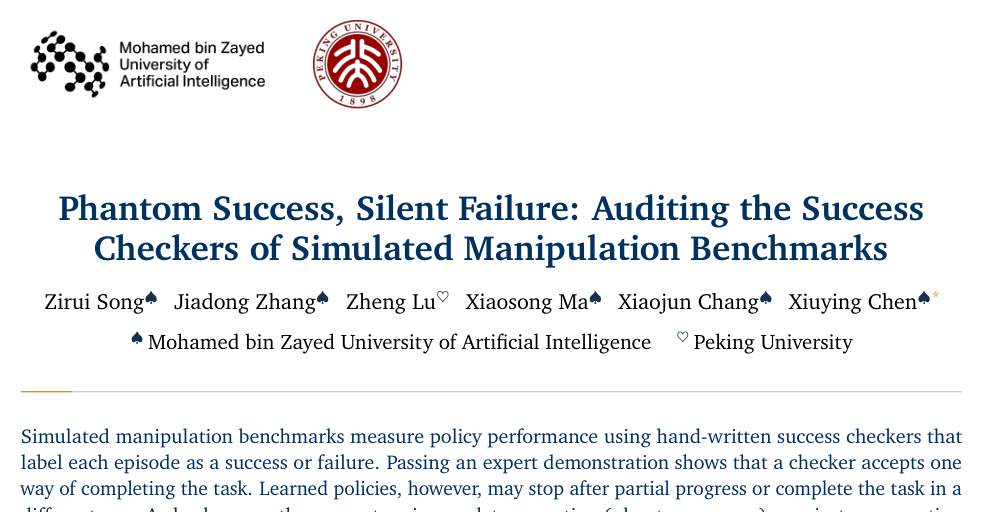 Mohamed bin Zayed
University of
Artificial Intelligence
PEKING UNIVERSITY
1898
Phantom Success, Silent Failure: Auditing the Success
Checkers of Simulated Manipulation Benchmarks
Zirui Song♠ Jiadong Zhang♠ Zheng Lu♡ Xiaosong Ma♠ Xiaojun Chang♠ Xiuying Chen♠*
♠ Mohamed bin Zayed University of Artificial Intelligence ♡ Peking University
Simulated manipulation benchmarks measure policy performance using hand-written success checkers that
label each episode as a success or failure. Passing an expert demonstration shows that a checker accepts one
way of completing the task. Learned policies, however, may stop after partial progress or complete the task in a